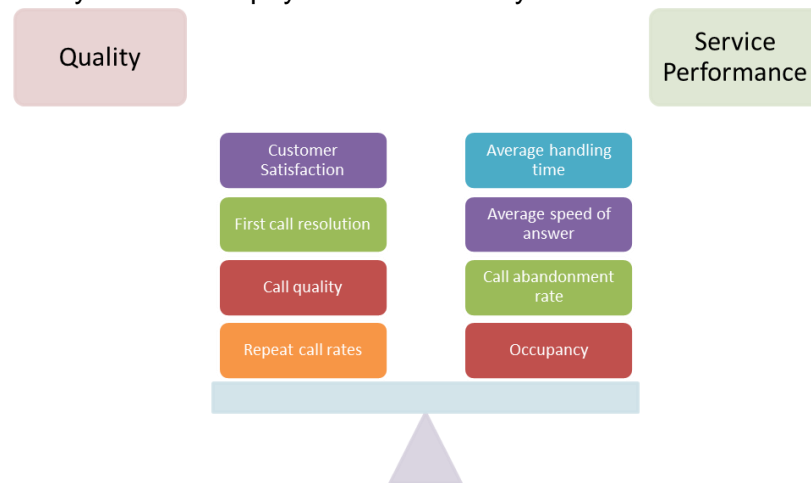 Quality
Service
Performance
Customer
Satisfaction
Average handling
time
First call resolution
Average speed of
answer
Call quality
Call abandonment
rate
Repeat call rates
Occupancy